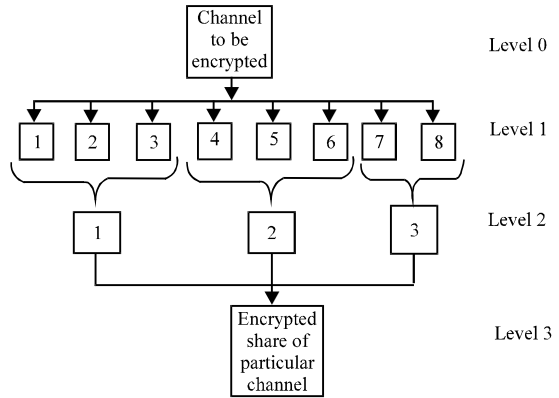 Channel
to be
encrypted
Level 0
1 2 3 4 5 6 7 8
Level 1
1 2 3
Level 2
Encrypted
share of
particular
channel
Level 3